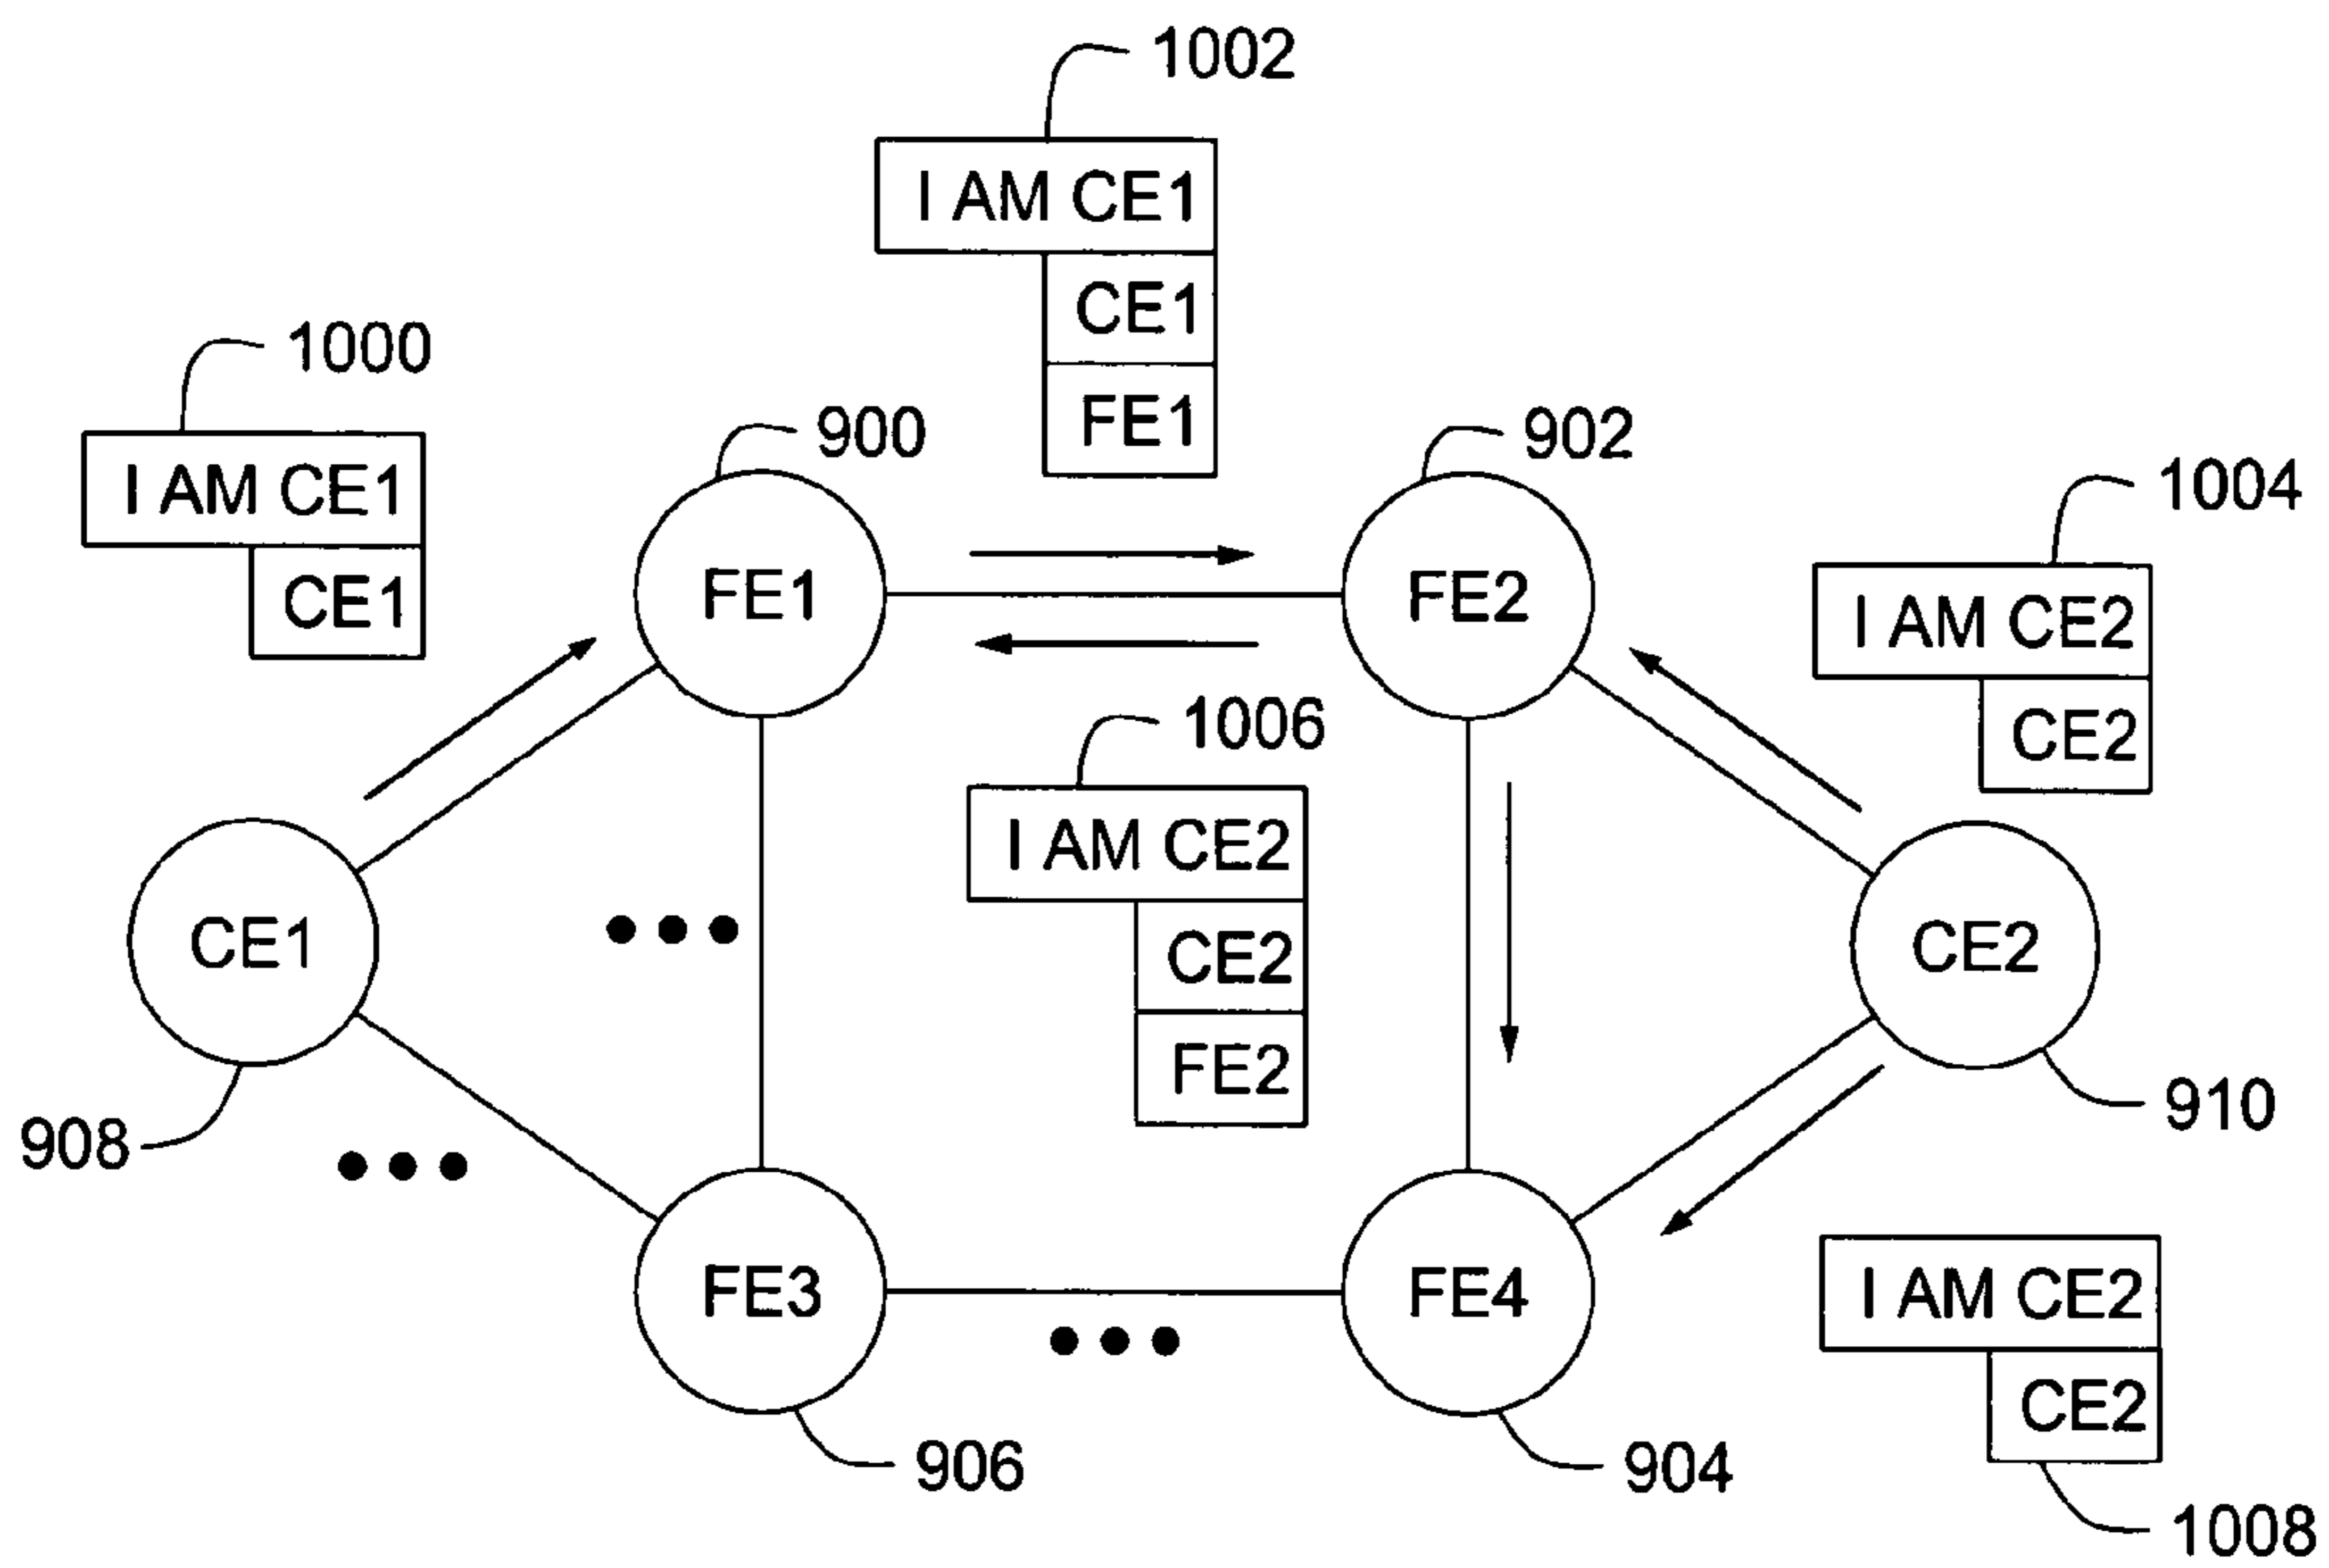 1002
I AM CE1
CE1
FE1
1000
I AM CE1
CE1
900
902
1004
I AM CE2
CE2
FE1
FE2
1006
I AM CE2
CE2
FE2
CE1
CE2
908
910
FE3
FE4
906
904
I AM CE2
CE2
1008